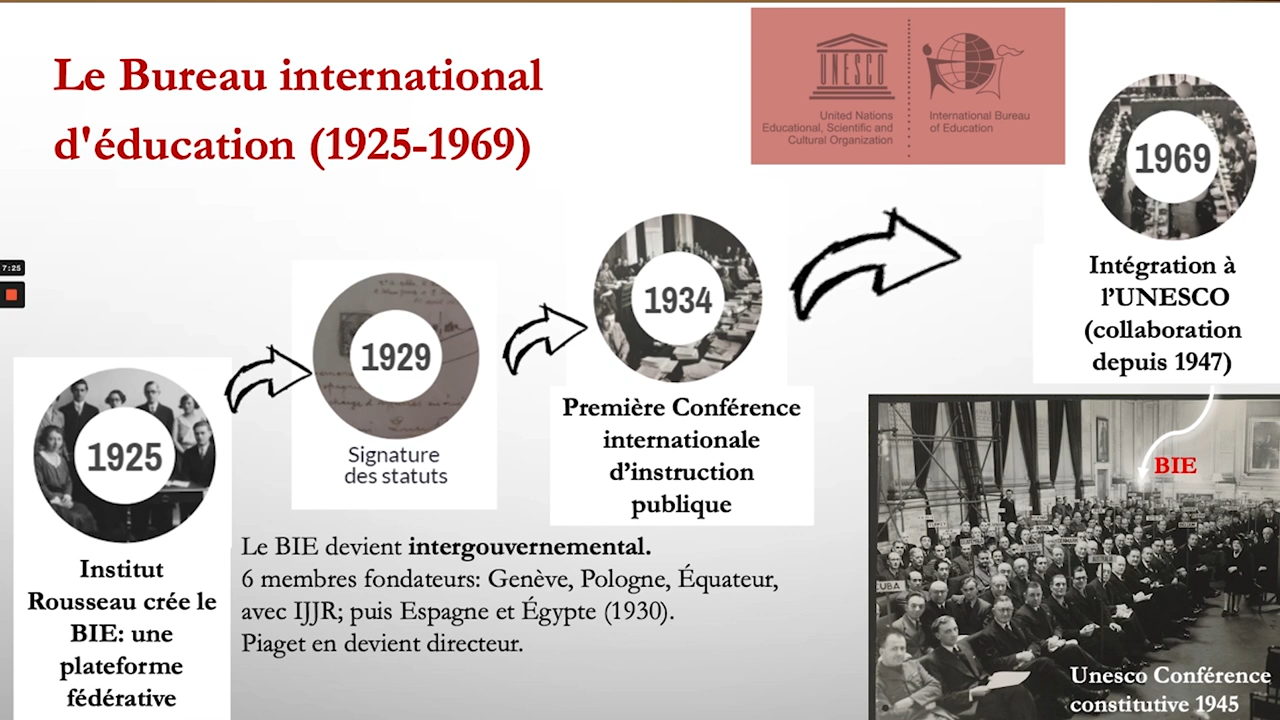 Le Bureau international
d'éducation (1925-1969)
UNESCO
United Nations
Educational, Scientific and
Cultural Organization
International Bureau
of Education
1969
Intégration à
l’UNESCO
(collaboration
depuis 1947)
7:25
1934
Première Conférence
internationale
d’instruction
publique
1929
Signature
des statuts
1925
Institut
Rousseau crée le
BIE: une
plateforme
fédérative
Le BIE devient intergouvernemental.
6 membres fondateurs: Genève, Pologne, Équateur,
avec IJJR; puis Espagne et Égypte (1930).
Piaget en devient directeur.
BIE
CUBA
Unesco Conférence
constitutive 1945